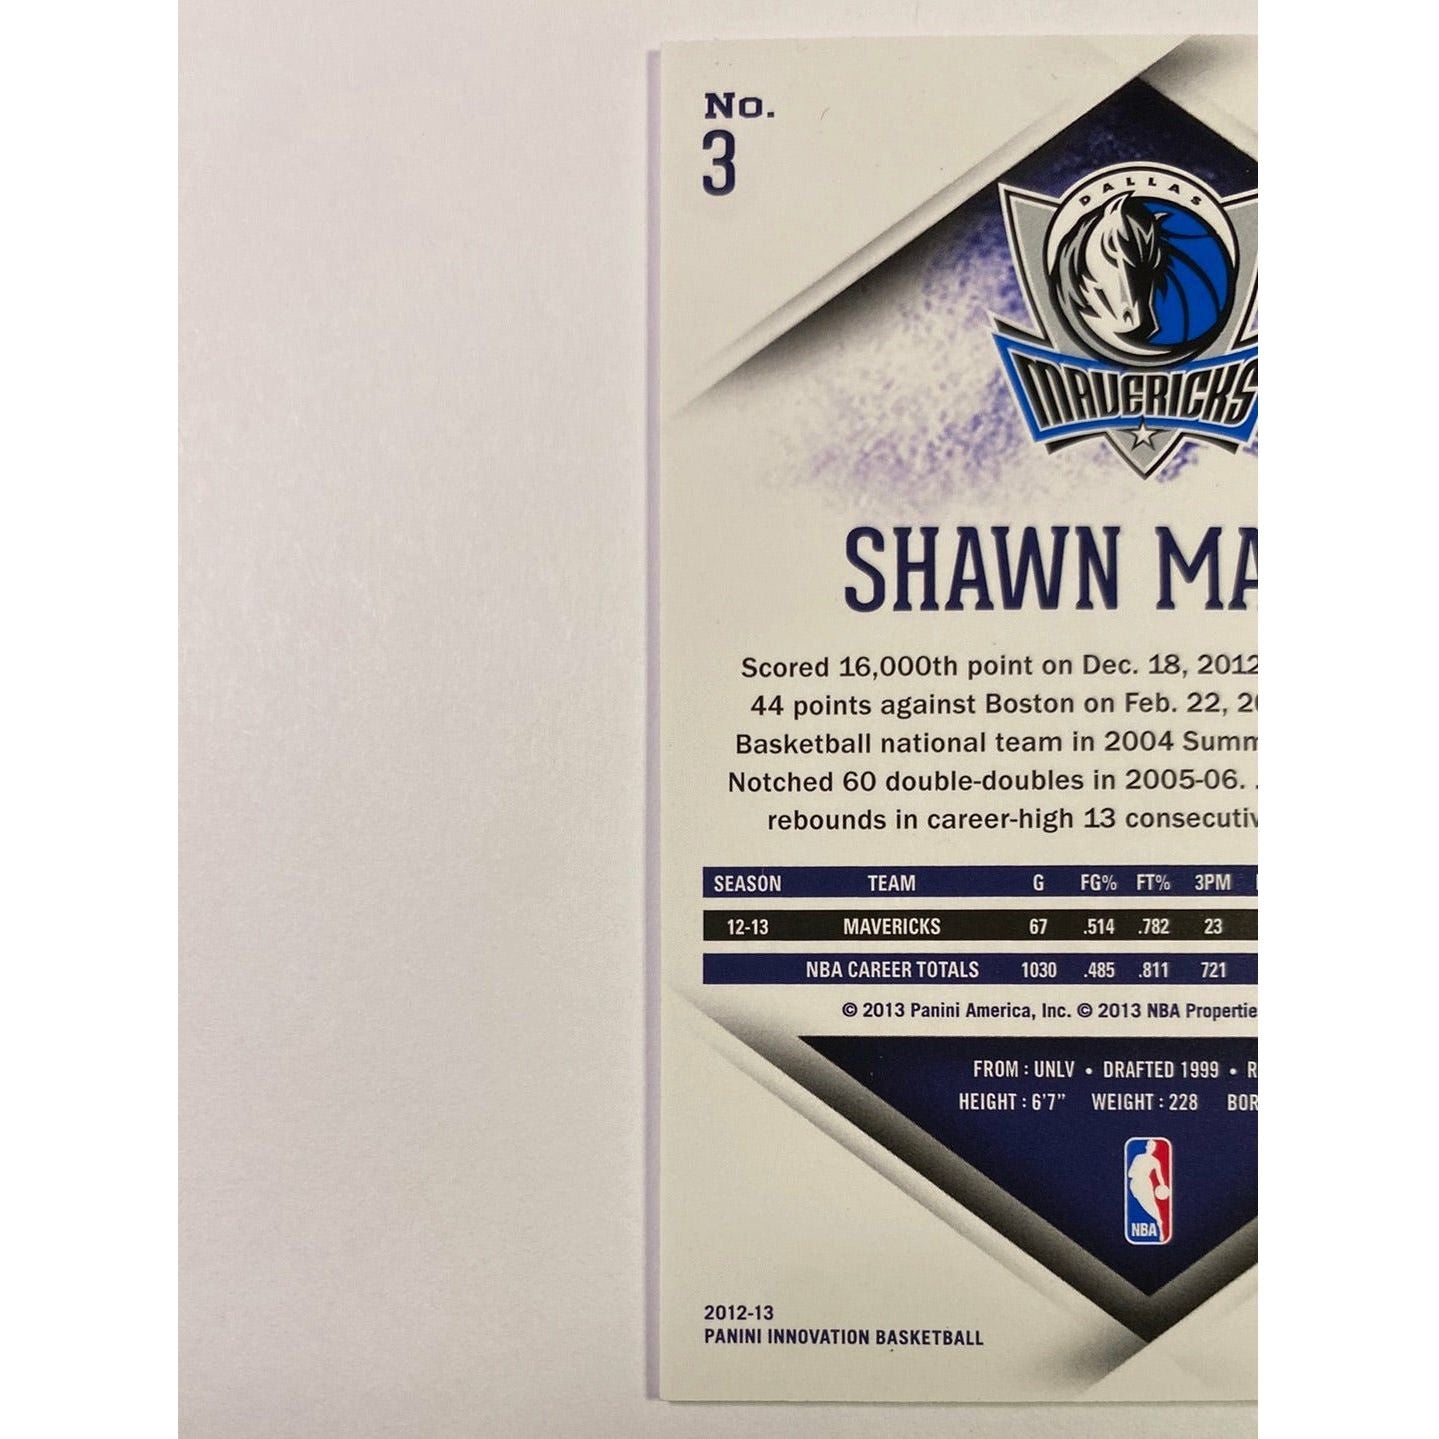 No.
3
DALLAS
MAVERICKS
SHAWN MA
Scored 16,000th point on Dec. 18, 2012
44 points against Boston on Feb. 22, 2
Basketball national team in 2004 Summ
Notched 60 double-doubles in 2005-06. .
rebounds in career-high 13 consecutiv
SEASON TEAM G FG% FT% 3PM
12-13 MAVERICKS 67 .514 .782 23
NBA CAREER TOTALS 1030 .485 .811 721
© 2013 Panini America, Inc. © 2013 NBA Propertie
FROM : UNLV • DRAFTED 1999 • R
HEIGHT : 6'7" WEIGHT : 228 BOR
NBA
2012-13
PANINI INNOVATION BASKETBALL